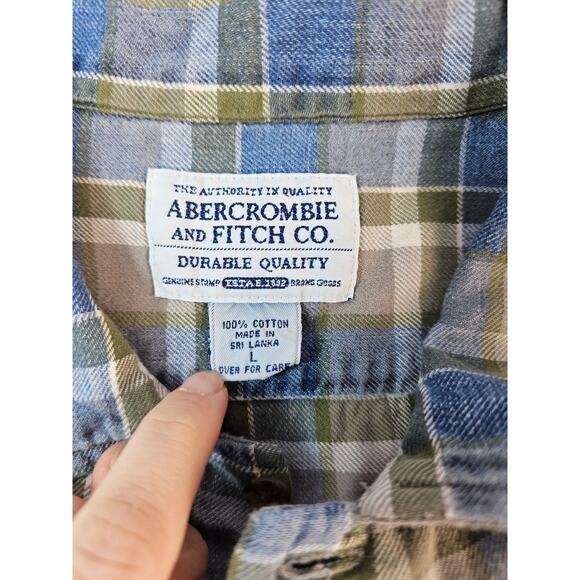 THE AUTHORITY IN QUALITY
ABERCROMBIE
AND FITCH CO.
DURABLE QUALITY
GENUINE STAMP ESTAB. 1892 BRAND GOODS
100% COTTON
MADE IN
SRI LANKA
L
OVER FOR CARE